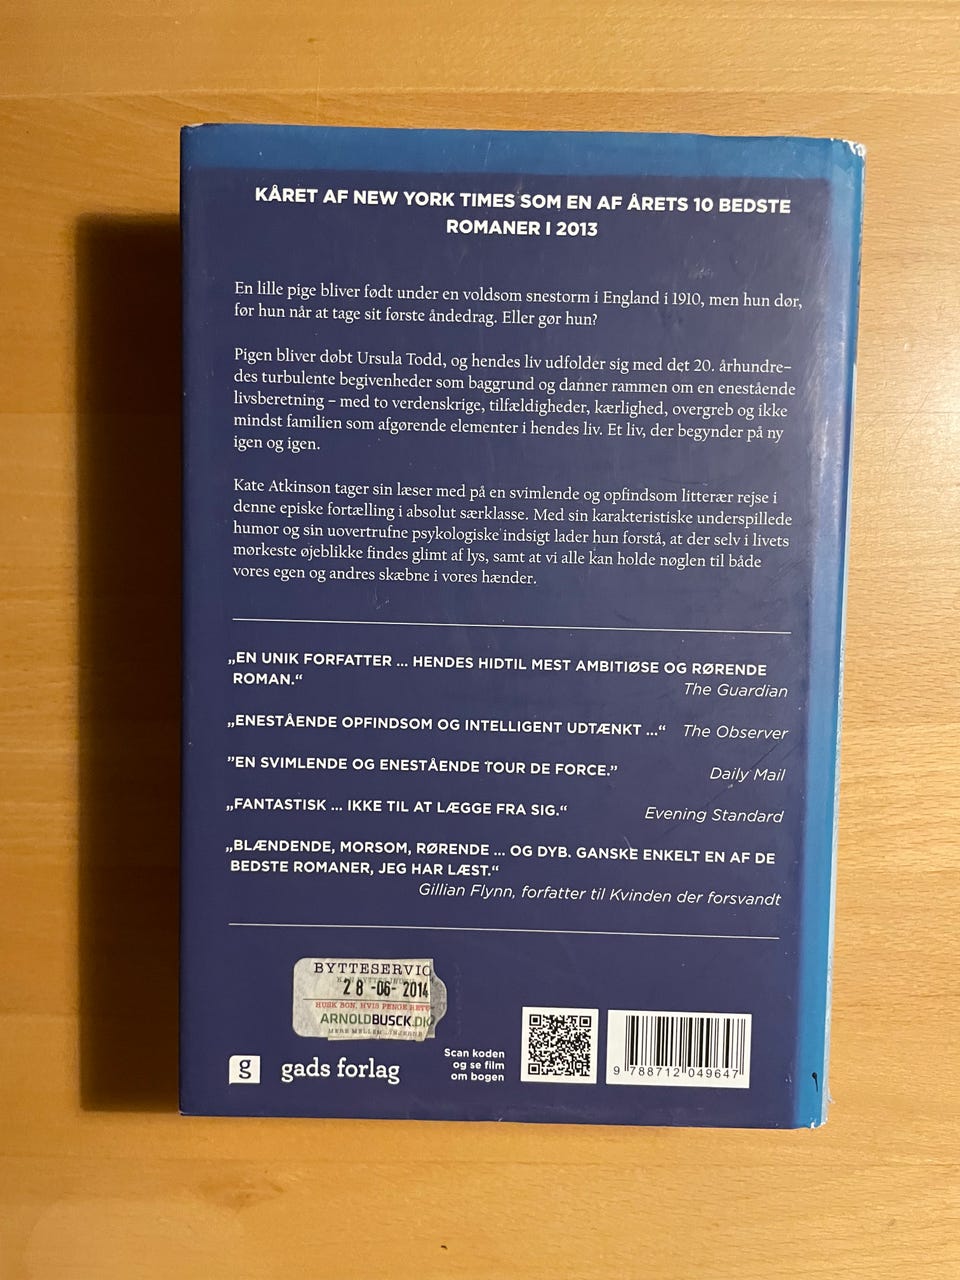 KÅRET AF NEW YORK TIMES SOM EN AF ÅRETS 10 BEDSTE
ROMANER I 2013
En lille pige bliver født under en voldsom snestorm i England i 1910, men hun dør,
før hun når at tage sit første åndedrag. Eller gør hun?
Pigen bliver døbt Ursula Todd, og hendes liv udfolder sig med det 20. århundre–
des turbulente begivenheder som baggrund og danner rammen om en enestående
livsberetning – med to verdenskrige, tilfældigheder, kærlighed, overgreb og ikke
mindst familien som afgørende elementer i hendes liv. Et liv, der begynder på ny
igen og igen.
Kate Atkinson tager sin læser med på en svimlende og opfindsom litterær rejse i
denne episke fortælling i absolut særklasse. Med sin karakteristiske underspillede
humor og sin uovertrufne psykologiske indsigt lader hun forstå, at der selv i livets
mørkeste øjeblikke findes glimt af lys, samt at vi alle kan holde nøglen til både
vores egen og andres skæbne i vores hænder.
„EN UNIK FORFATTER ... HENDES HIDTIL MEST AMBITIØSE OG RØRENDE
ROMAN.“ The Guardian
„ENESTÅENDE OPFINDSOM OG INTELLIGENT UDTÆNKT ...“ The Observer
”EN SVIMLENDE OG ENESTÅENDE TOUR DE FORCE.” Daily Mail
„FANTASTISK ... IKKE TIL AT LÆGGE FRA SIG.“ Evening Standard
„BLÆNDENDE, MORSOM, RØRENDE ... OG DYB. GANSKE ENKELT EN AF DE
BEDSTE ROMANER, JEG HAR LÆST.“
Gillian Flynn, forfatter til Kvinden der forsvandt
BYTTESERVIC
28 -06- 2014
HUSK BON, HVIS PENGE RETU
ARNOLDBUSCK.DK
MERE MELLEM
g gads forlag
Scan koden
og se film
om bogen
9 788712 049647